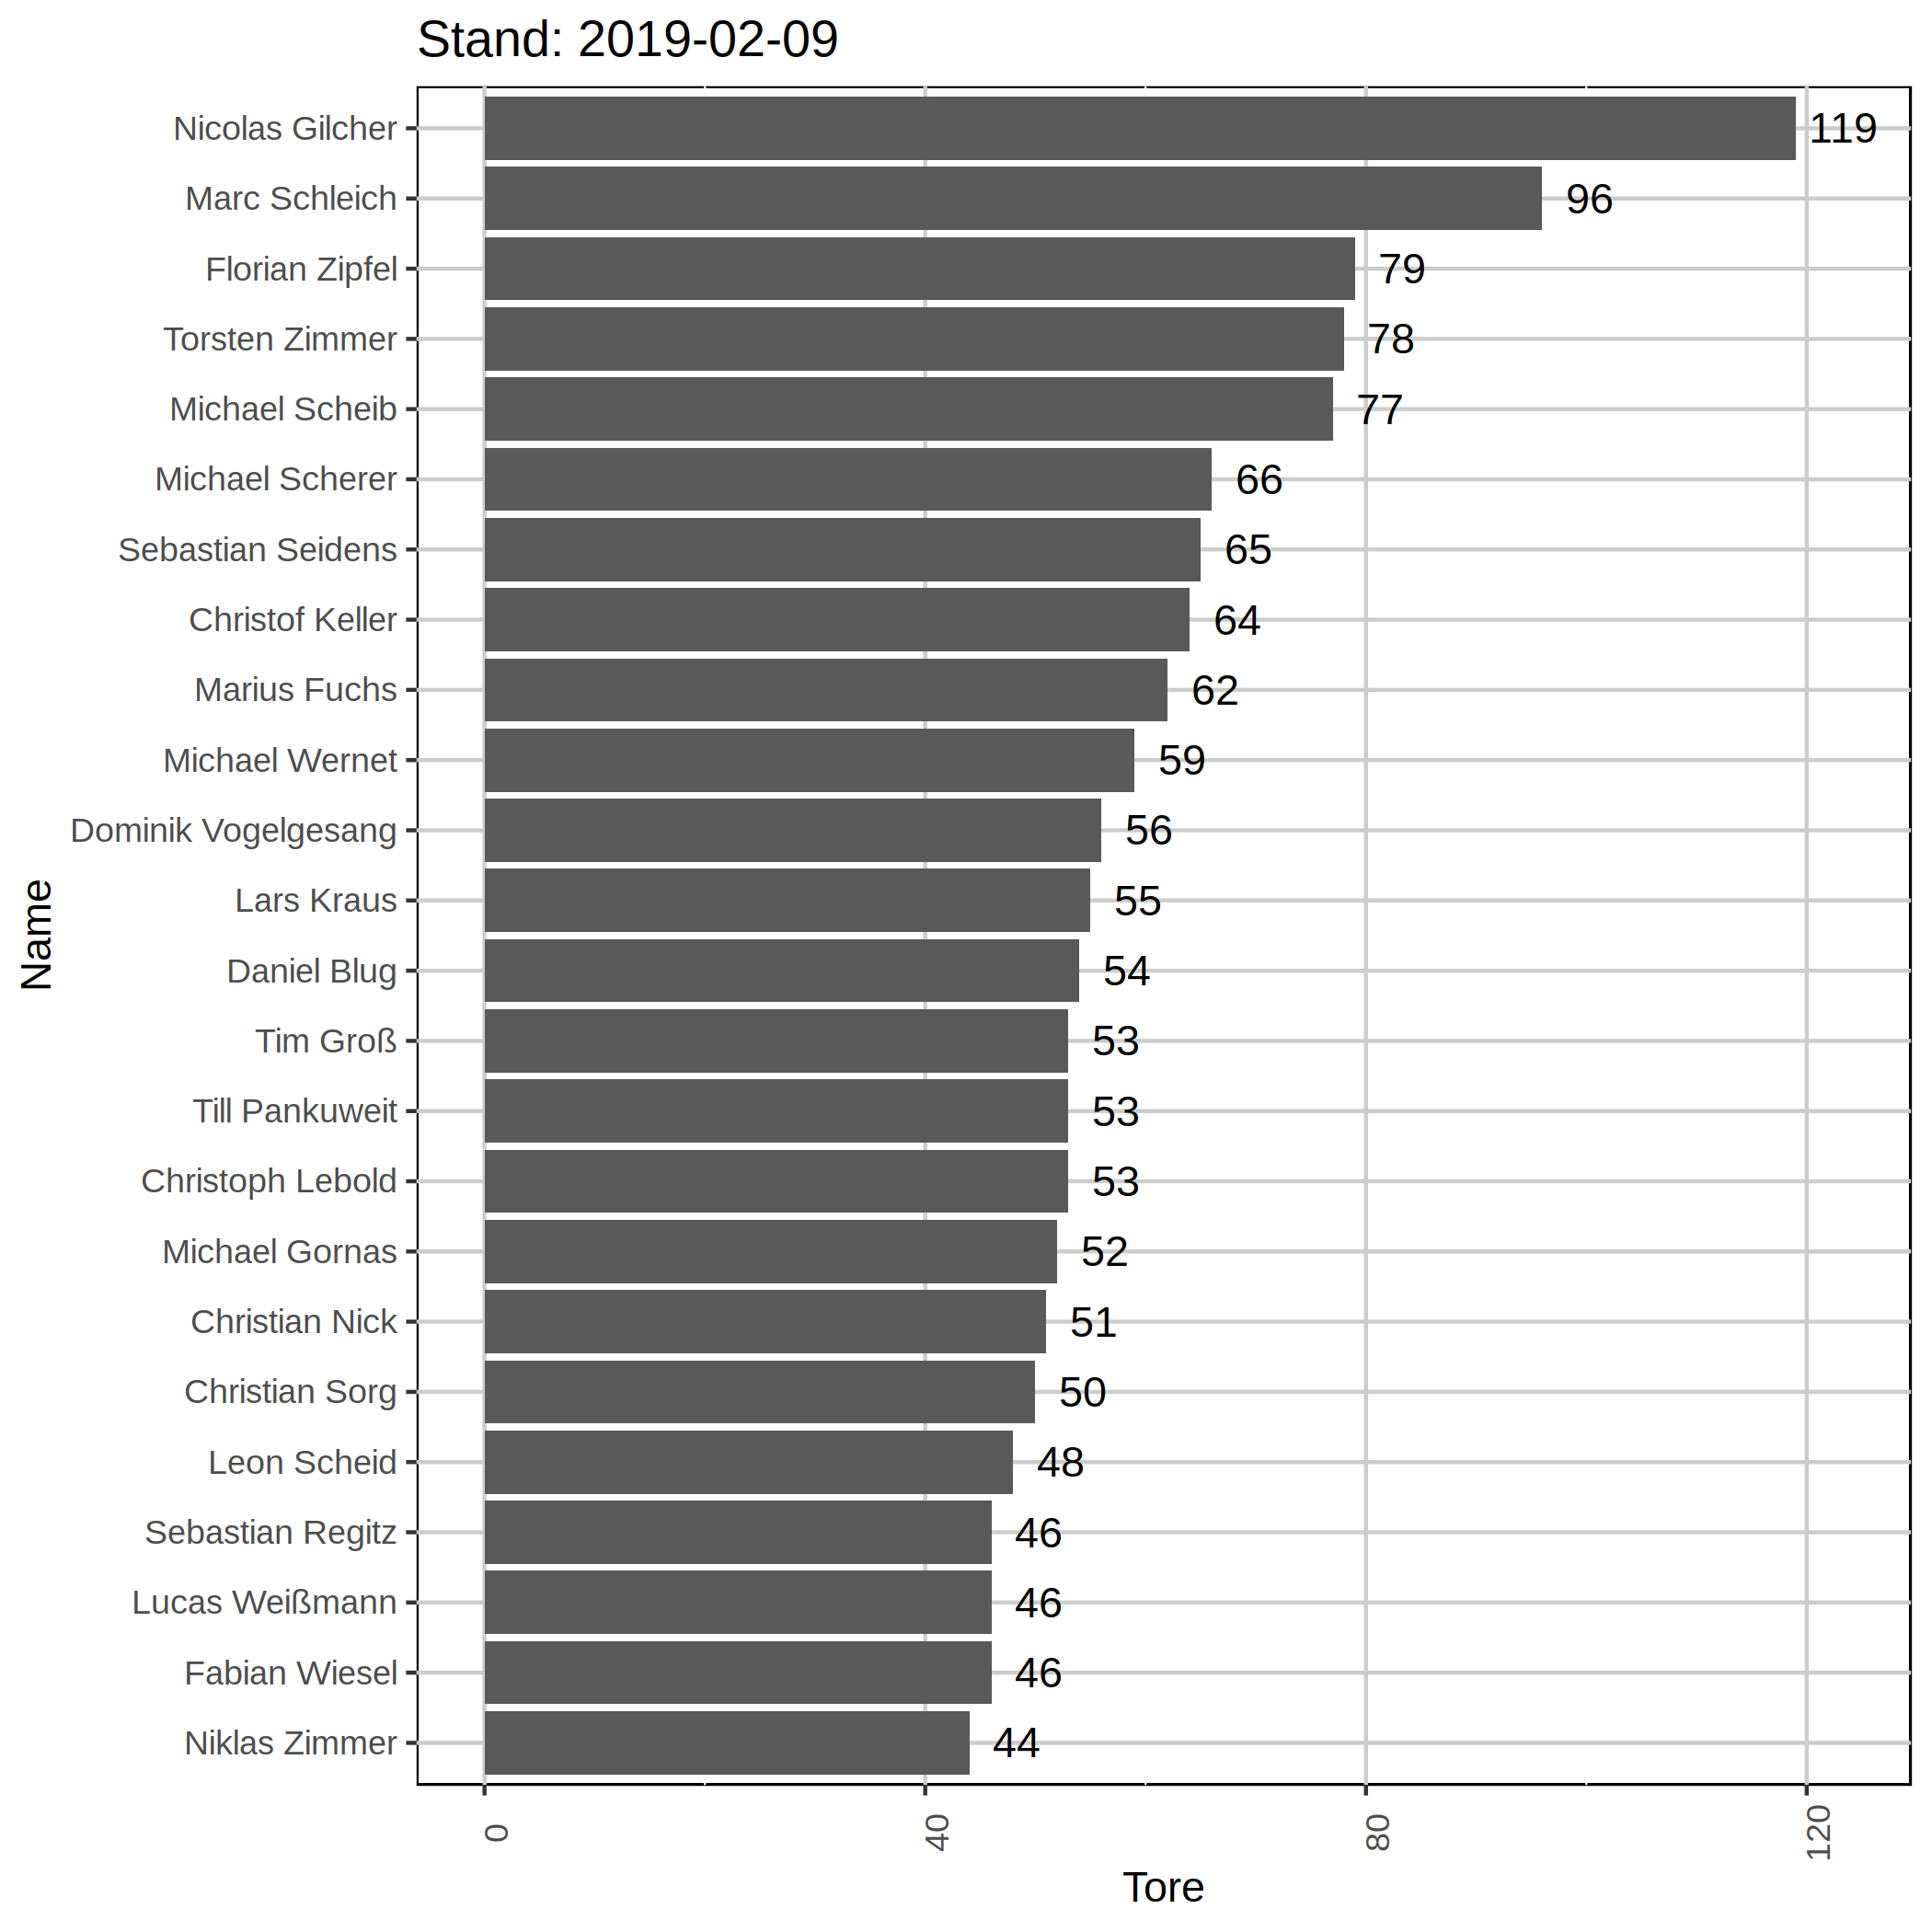 Stand: 2019-02-09
Nicolas Gilcher 119
Marc Schleich 96
Florian Zipfel 79
Torsten Zimmer 78
Michael Scheib 77
Michael Scherer 66
Sebastian Seidens 65
Christof Keller 64
Marius Fuchs 62
Michael Wernet 59
Dominik Vogelgesang 56
Lars Kraus 55
Daniel Blug 54
Tim Groß 53
Till Pankuweit 53
Christoph Lebold 53
Michael Gornas 52
Christian Nick 51
Christian Sorg 50
Leon Scheid 48
Sebastian Regitz 46
Lucas Weißmann 46
Fabian Wiesel 46
Niklas Zimmer 44
Name
0 40 80 120
Tore